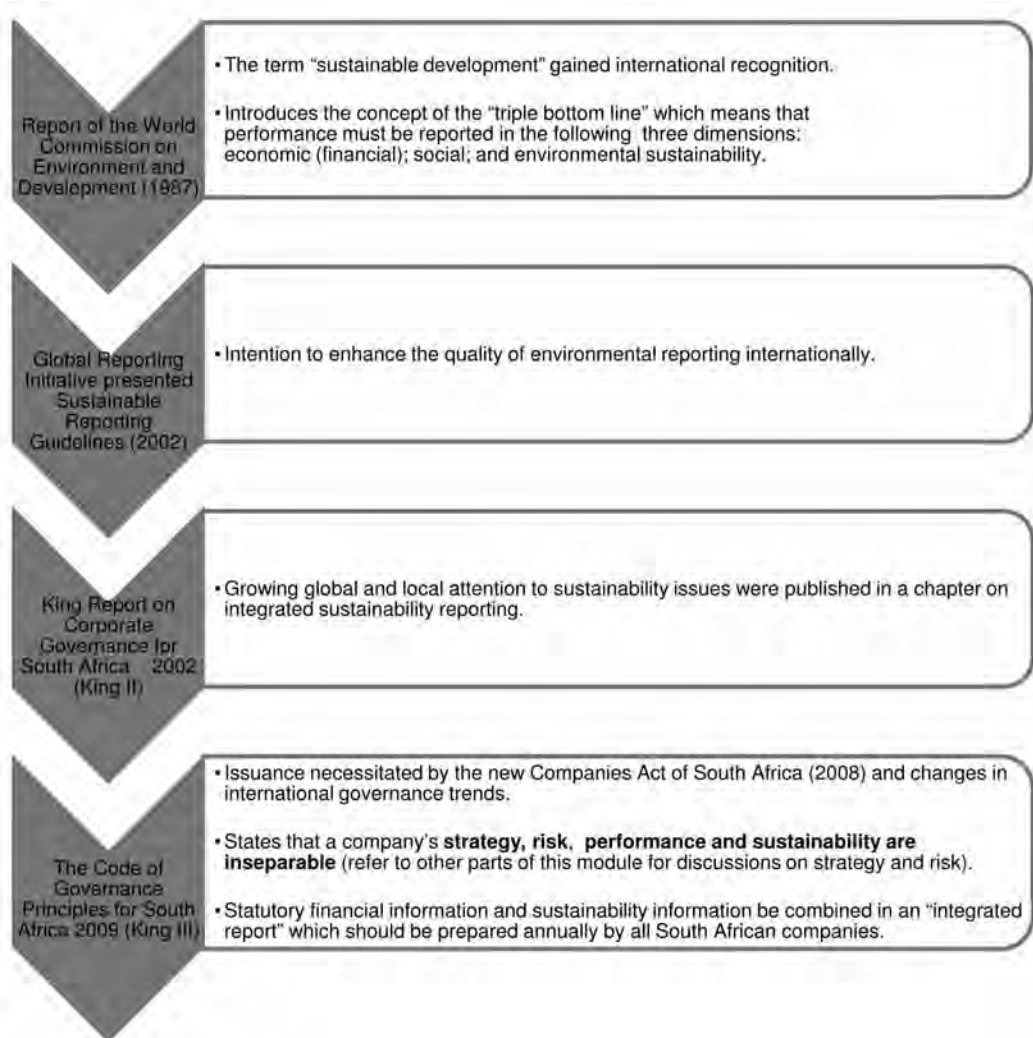 Report of the World
Commission on
Environment and
Development (1987)
• The term “sustainable development” gained international recognition.
• Introduces the concept of the “triple bottom line” which means that
performance must be reported in the following three dimensions:
economic (financial); social; and environmental sustainability.
Global Reporting
Initiative presented
Sustainable
Reporting
Guidelines (2002)
• Intention to enhance the quality of environmental reporting internationally.
King Report on
Corporate
Governance for
South Africa 2002
(King II)
• Growing global and local attention to sustainability issues were published in a chapter on
integrated sustainability reporting.
The Code of
Governance
Principles for South
Africa 2009 (King III)
• Issuance necessitated by the new Companies Act of South Africa (2008) and changes in
international governance trends.
• States that a company’s strategy, risk, performance and sustainability are
inseparable (refer to other parts of this module for discussions on strategy and risk).
• Statutory financial information and sustainability information be combined in an “integrated
report” which should be prepared annually by all South African companies.